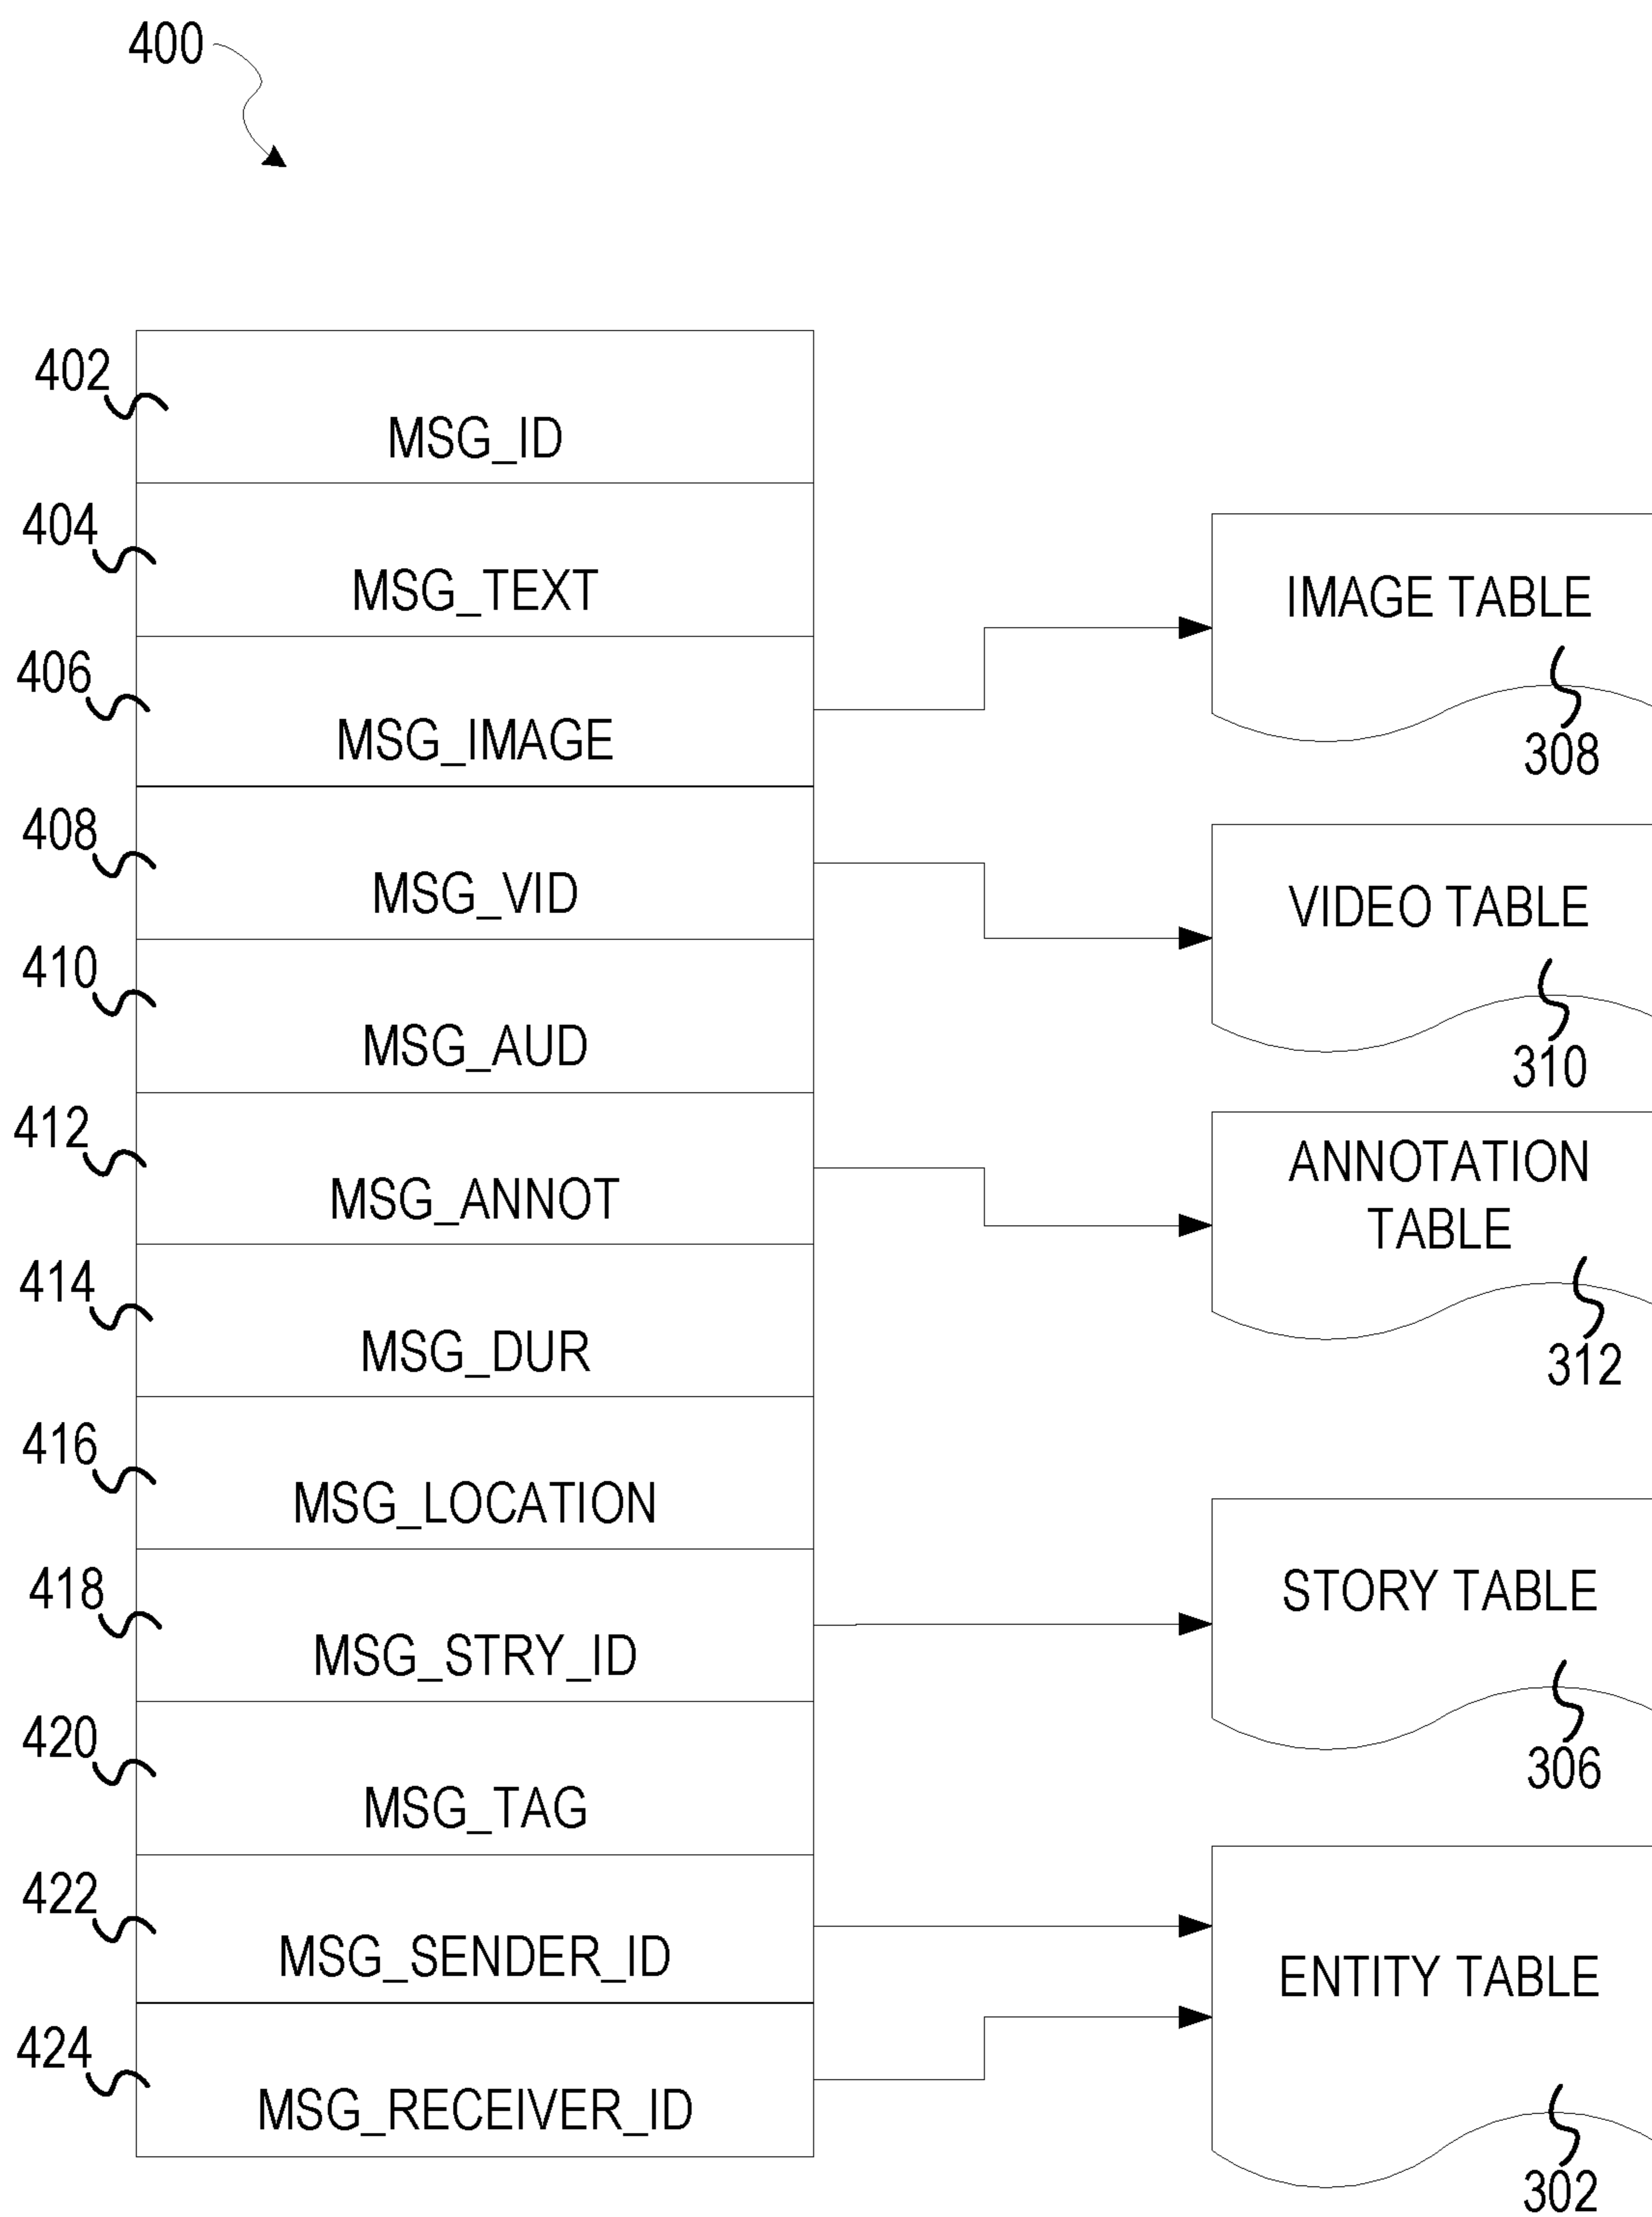 400
402
MSG_ID
404
MSG_TEXT
406
MSG_IMAGE
IMAGE TABLE
308
408
MSG_VID
VIDEO TABLE
310
410
MSG_AUD
412
MSG_ANNOT
ANNOTATION
TABLE
312
414
MSG_DUR
416
MSG_LOCATION
418
MSG_STRY_ID
STORY TABLE
306
420
MSG_TAG
422
MSG_SENDER_ID
ENTITY TABLE
302
424
MSG_RECEIVER_ID